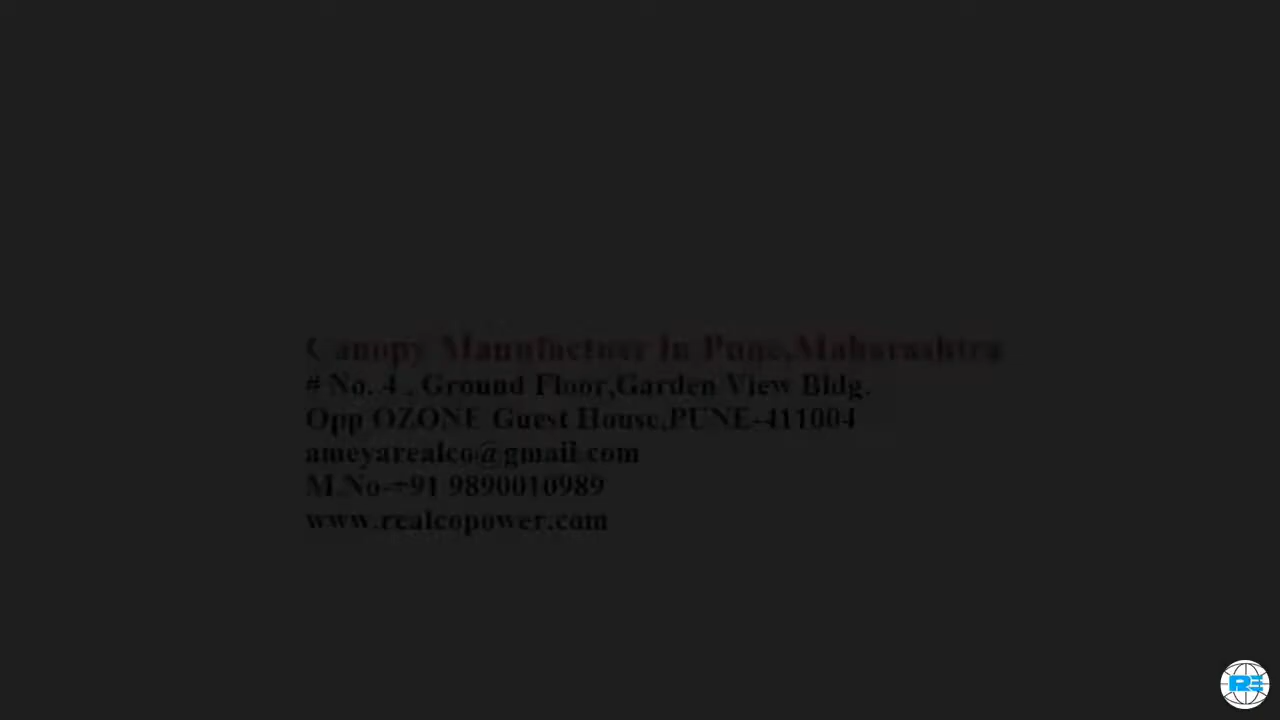 Canopy Manufacturer In Pune,Maharashtra
# No. 4 , Ground Floor,Garden View Bldg.
Opp OZONE Guest House,PUNE-411004
ameyarealco@gmail.com
M.No-+91 9890010989
www.realcopower.com
RE